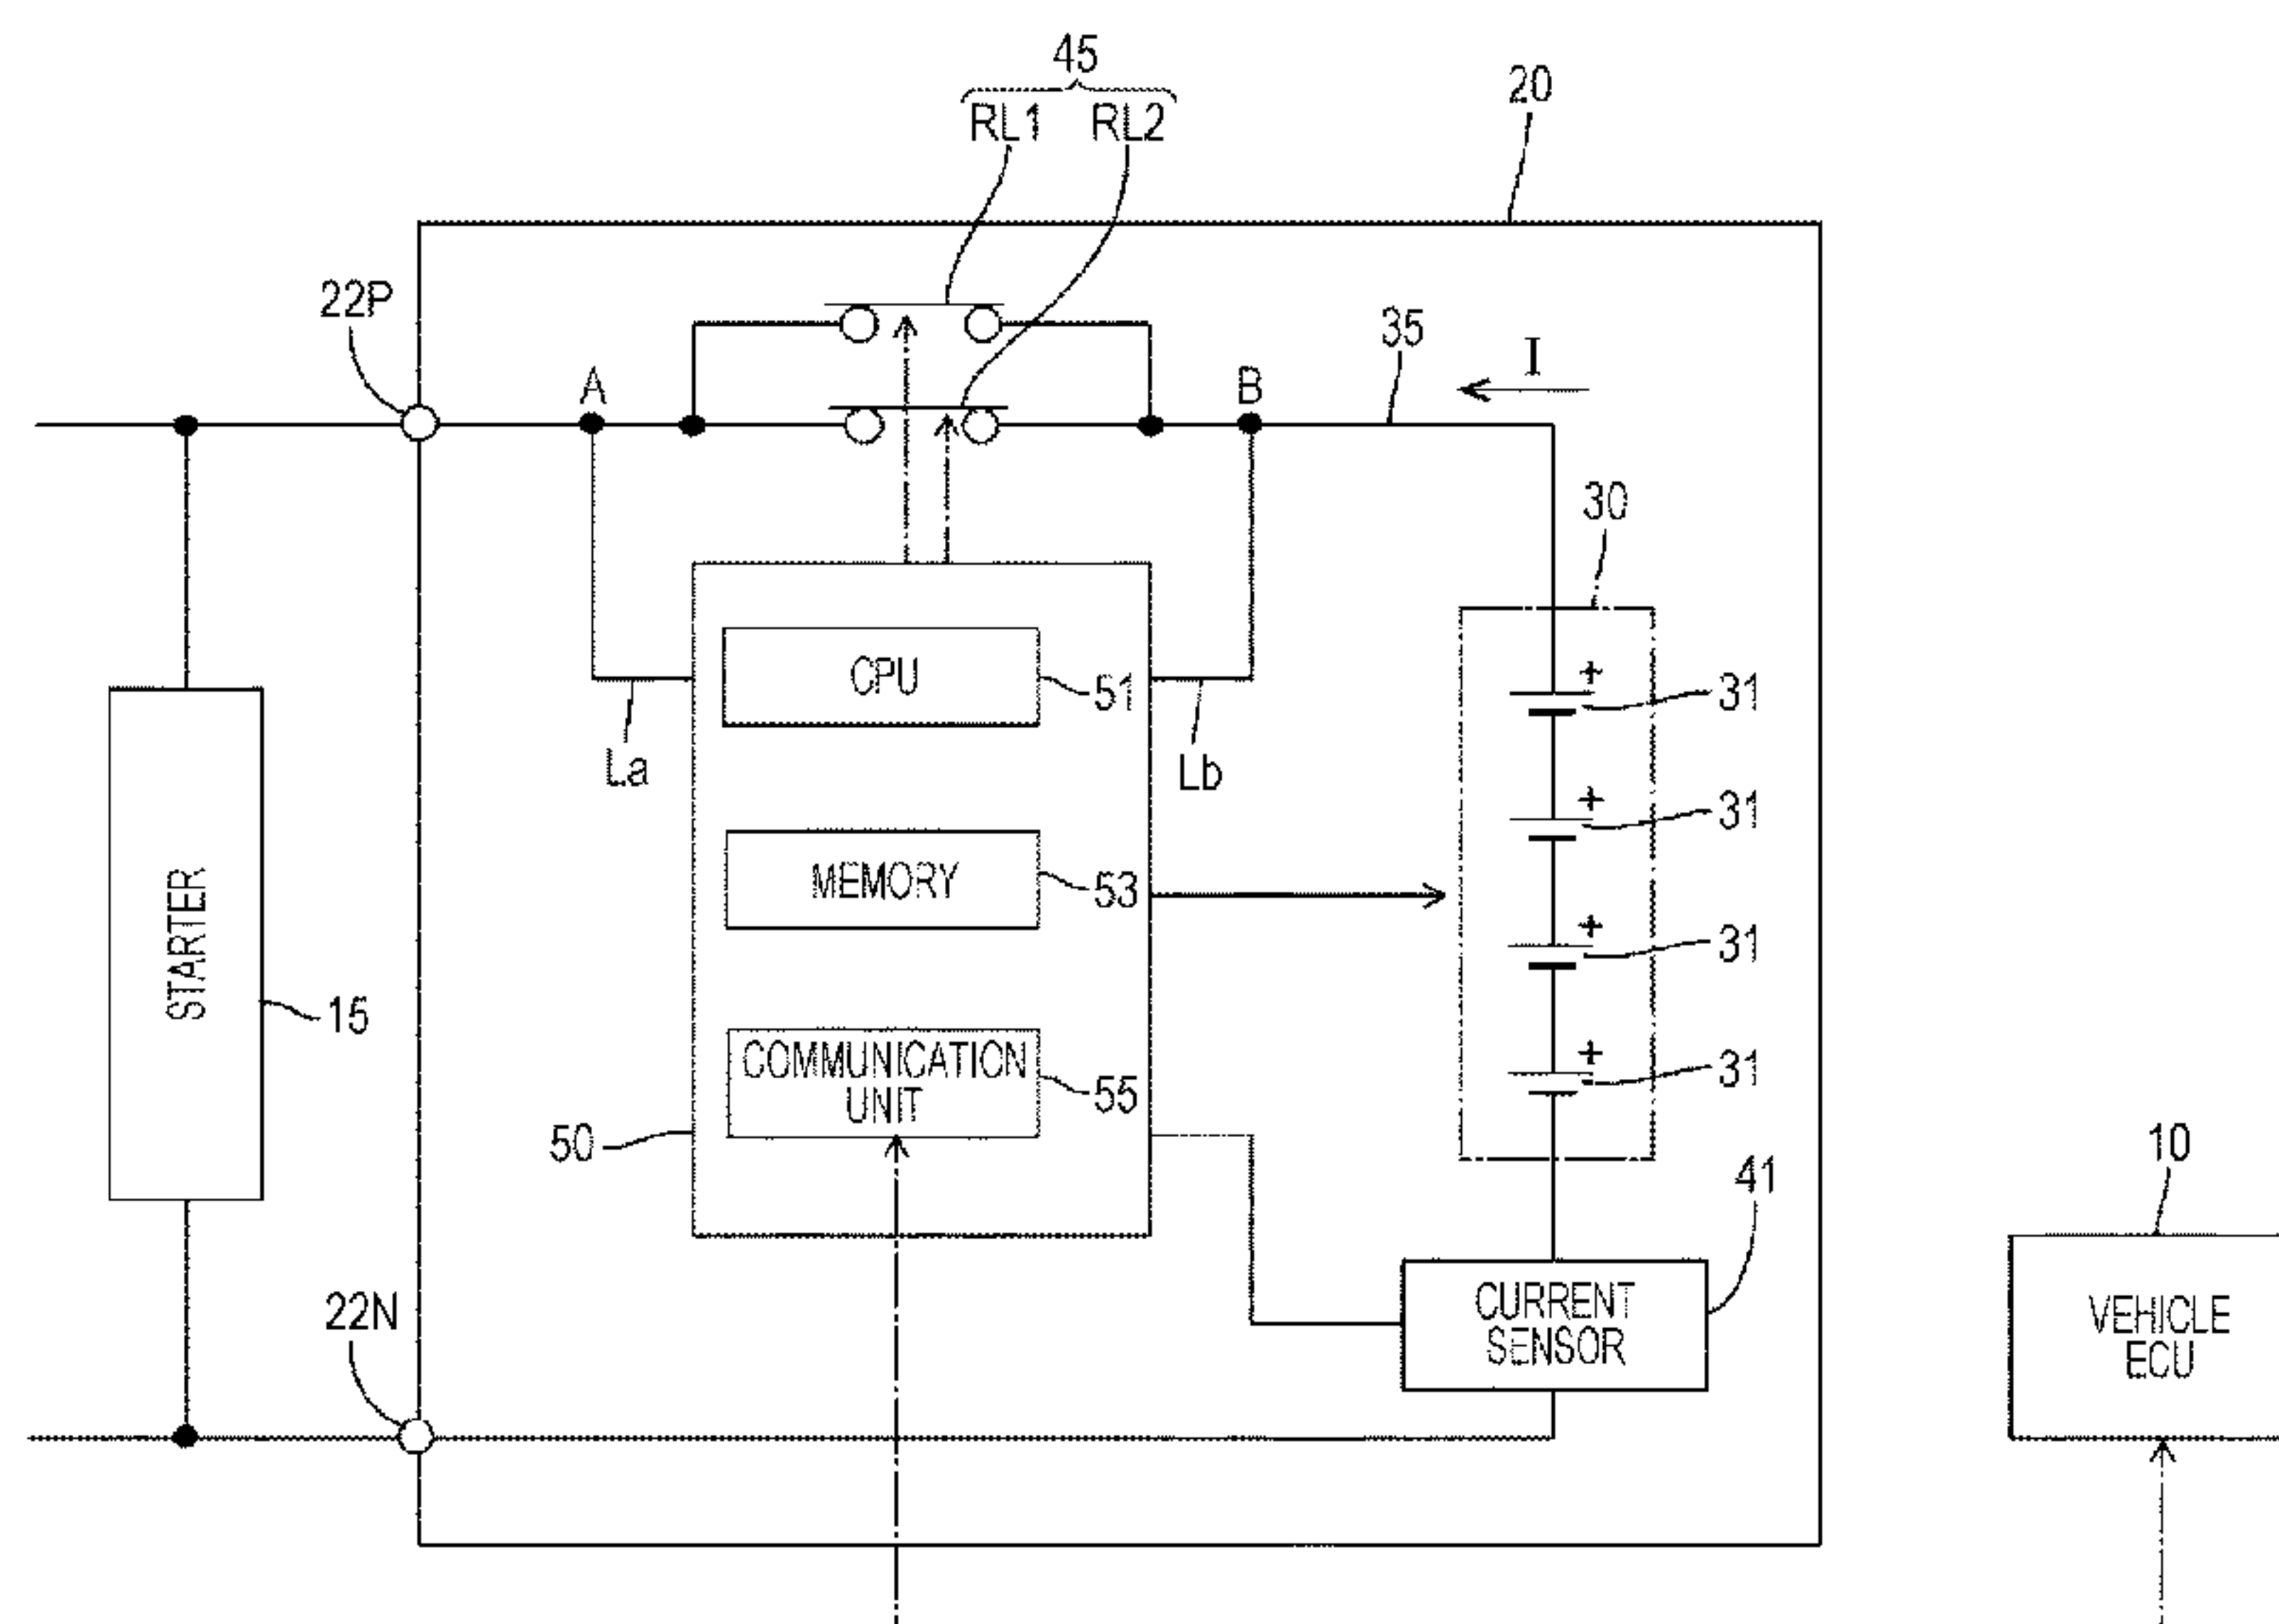 45
RL1 RL2
20
22P
A
B
35
I
30
CPU
51
La
Lb
+
31
+
31
+
31
+
31
MEMORY
53
STARTER
15
COMMUNICATION
UNIT
55
50
41
10
22N
CURRENT
SENSOR
VEHICLE
ECU